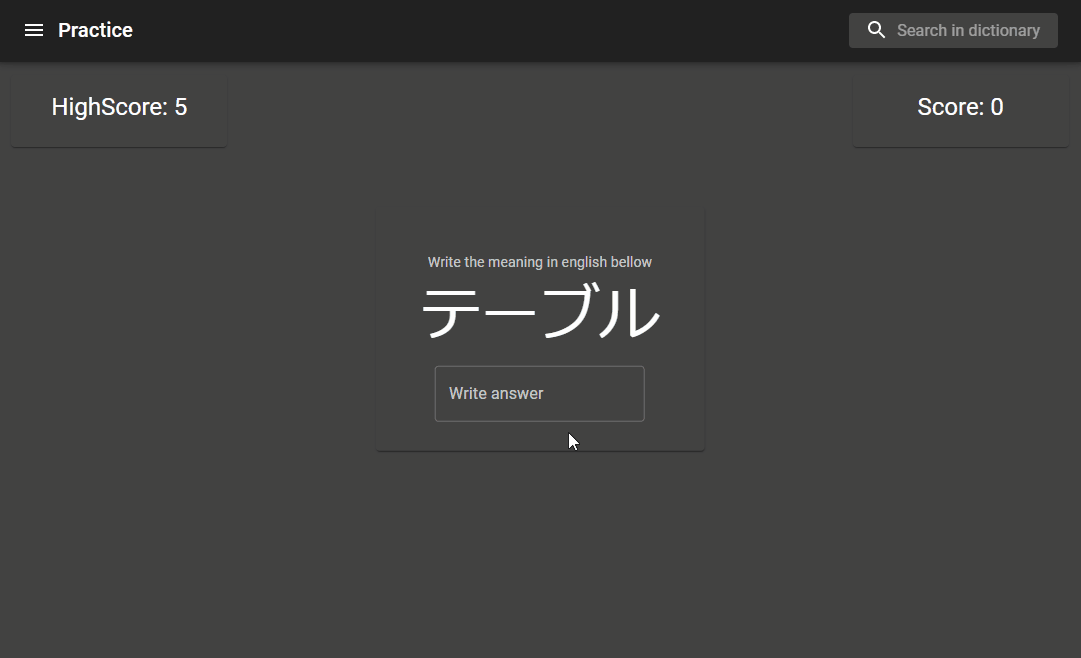 Practice
Search in dictionary
HighScore: 5
Score: 0
Write the meaning in english bellow
テーブル
Write answer